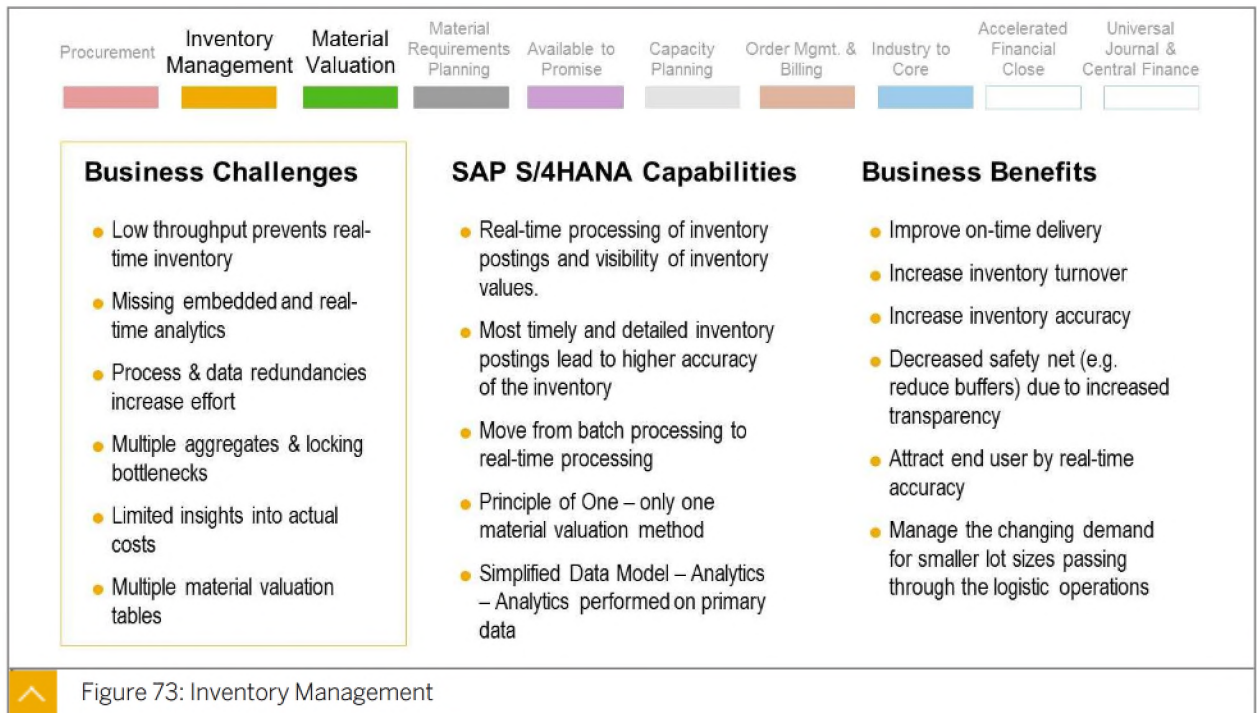 Procurement
Inventory
Management
Material
Valuation
Material
Requirements
Planning
Available to
Promise
Capacity
Planning
Order Mgmt. &
Billing
Industry to
Core
Accelerated
Financial
Close
Universal
Journal &
Central Finance
Business Challenges
Low throughput prevents real-
time inventory
Missing embedded and real-
time analytics
Process & data redundancies
increase effort
Multiple aggregates & locking
bottlenecks
Limited insights into actual
costs
Multiple material valuation
tables
SAP S/4HANA Capabilities
Real-time processing of inventory
postings and visibility of inventory
values.
Most timely and detailed inventory
postings lead to higher accuracy
of the inventory
Move from batch processing to
real-time processing
Principle of One – only one
material valuation method
Simplified Data Model – Analytics
– Analytics performed on primary
data
Business Benefits
Improve on-time delivery
Increase inventory turnover
Increase inventory accuracy
Decreased safety net (e.g.
reduce buffers) due to increased
transparency
Attract end user by real-time
accuracy
Manage the changing demand
for smaller lot sizes passing
through the logistic operations
Figure 73: Inventory Management